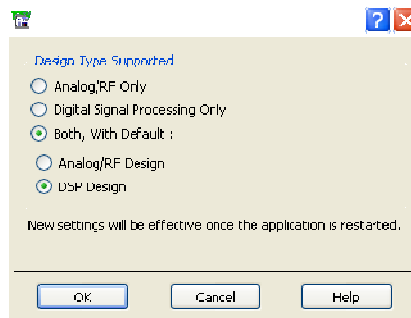 ?
Design Type Supported
Analog/RF Only
Digital Signal Processing Only
Both, With Default :
Analog/RF Design
DSP Design
New settings will be effective once the application is restarted.
OK
Cancel
Help